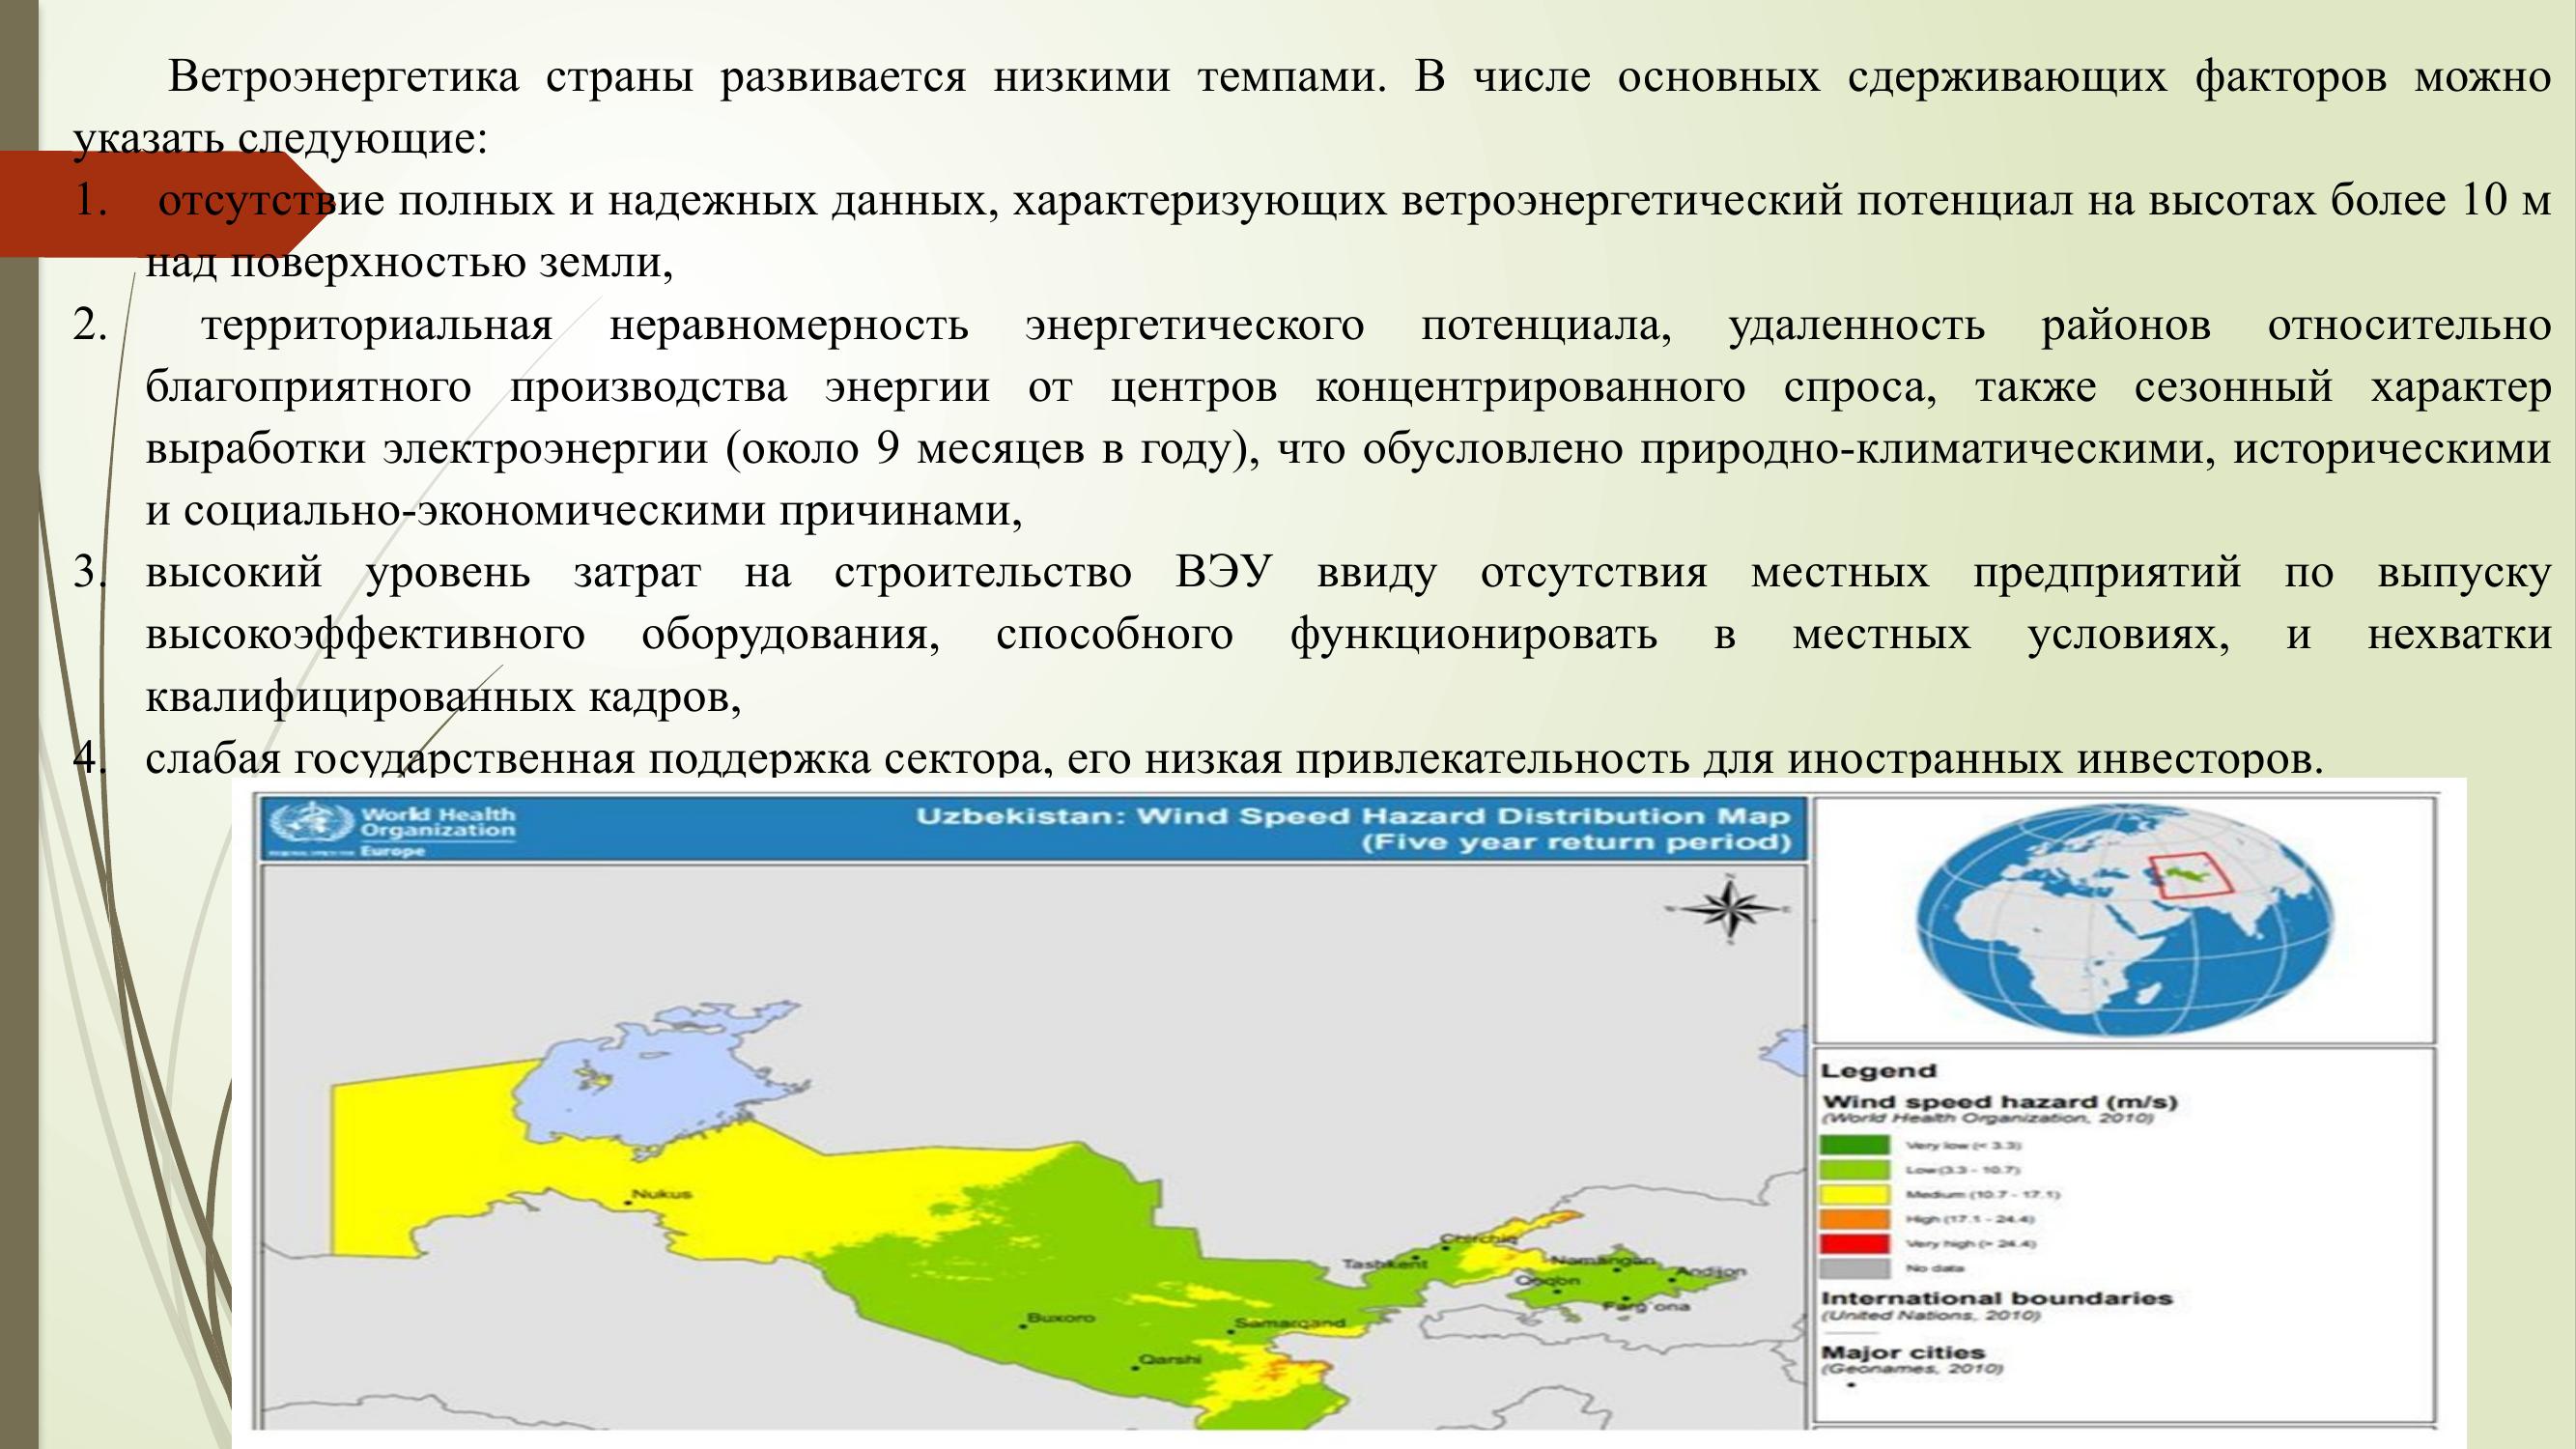 Ветроэнергетика страны развивается низкими темпами. В числе основных сдерживающих факторов можно
указать следующие:
1. отсутствие полных и надежных данных, характеризующих ветроэнергетический потенциал на высотах более 10 м
над поверхностью земли,
2. территориальная неравномерность энергетического потенциала, удаленность районов относительно
благоприятного производства энергии от центров концентрированного спроса, также сезонный характер
выработки электроэнергии (около 9 месяцев в году), что обусловлено природно-климатическими, историческими
и социально-экономическими причинами,
3. высокий уровень затрат на строительство ВЭУ ввиду отсутствия местных предприятий по выпуску
высокоэффективного оборудования, способного функционировать в местных условиях, и нехватки
квалифицированных кадров,
4. слабая государственная поддержка сектора, его низкая привлекательность для иностранных инвесторов.
World Health
Organization
Europe
Uzbekistan: Wind Speed Hazard Distribution Map
(Five year return period)
N
Nukus
Chirchiq
Tashkent
Namangan
Andijon
Qoqon
Farg'ona
Buxoro
Samarqand
Qarshi
Legend
Wind speed hazard (m/s)
(World Health Organization, 2010)
Very low (< 3.3)
Low (3.3 - 10.7)
Medium (10.7 - 17.1)
High (17.1 - 24.4)
Very high (> 24.4)
No data
International boundaries
(United Nations, 2010)
Major cities
(Geonames, 2010)